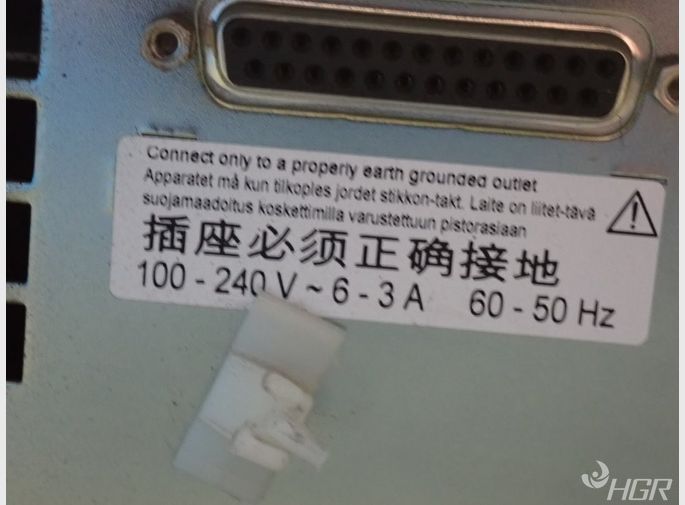 Connect only to a properly earth grounded outlet
Apparatet må kun tilkoples jordet stikkon-takt. Laite on liitet-tävä
suojamaadoitus koskettimilla varustettuun pistorasiaan
插座必须正确接地
100 - 240 V ~ 6 - 3 A 60 - 50 Hz
HGR